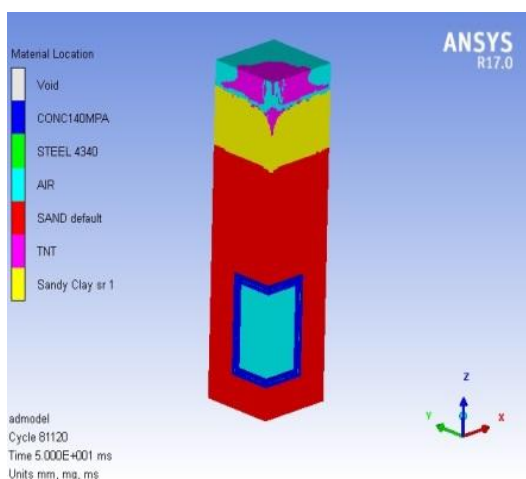 ANSYS
R17.0
Material Location
Void
CONC140MPA
STEEL 4340
AIR
SAND default
TNT
Sandy Clay sr 1
Z
Y
X
admodel
Cycle 81120
Time 5.000E+001 ms
Units mm, mg, ms